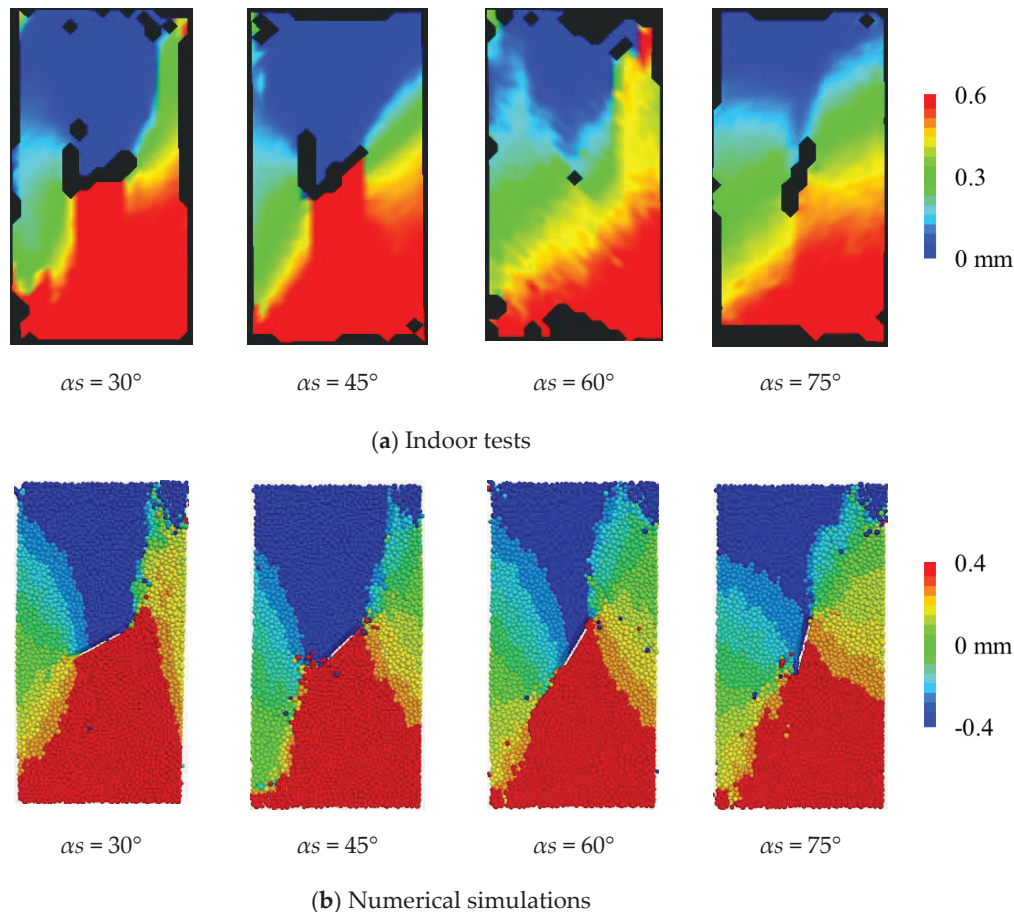 0.6
0.3
0 mm
αs = 30° αs = 45° αs = 60° αs = 75°
(a) Indoor tests
0.4
0 mm
-0.4
αs = 30° αs = 45° αs = 60° αs = 75°
(b) Numerical simulations